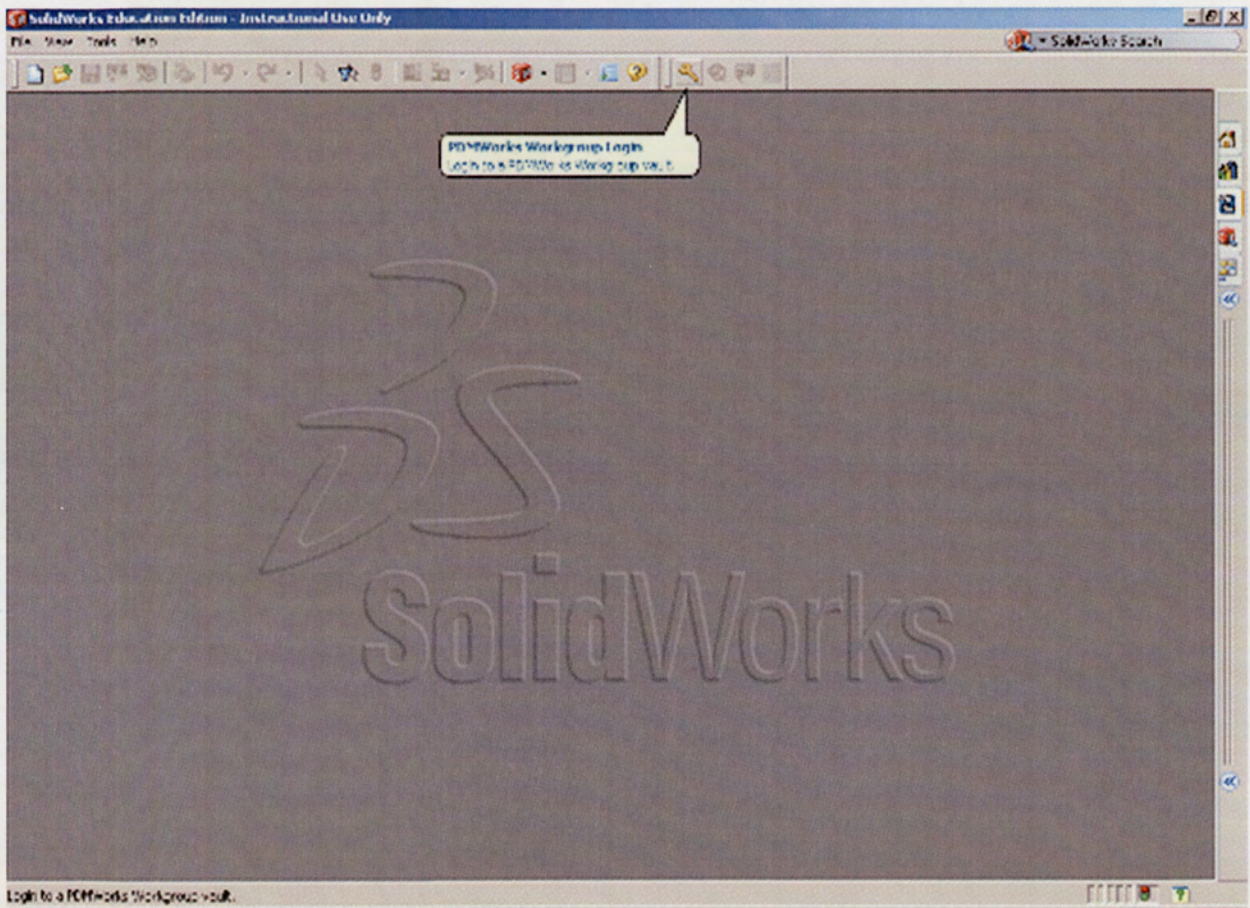 SolidWorks Education Edition - Instructional Use Only
File View Tools Help
SolidWorks Search
PDMWorks Workgroup Login
Login to a PDMWorks Workgroup vault.
DS
SolidWorks
Login to a PDMWorks Workgroup vault.